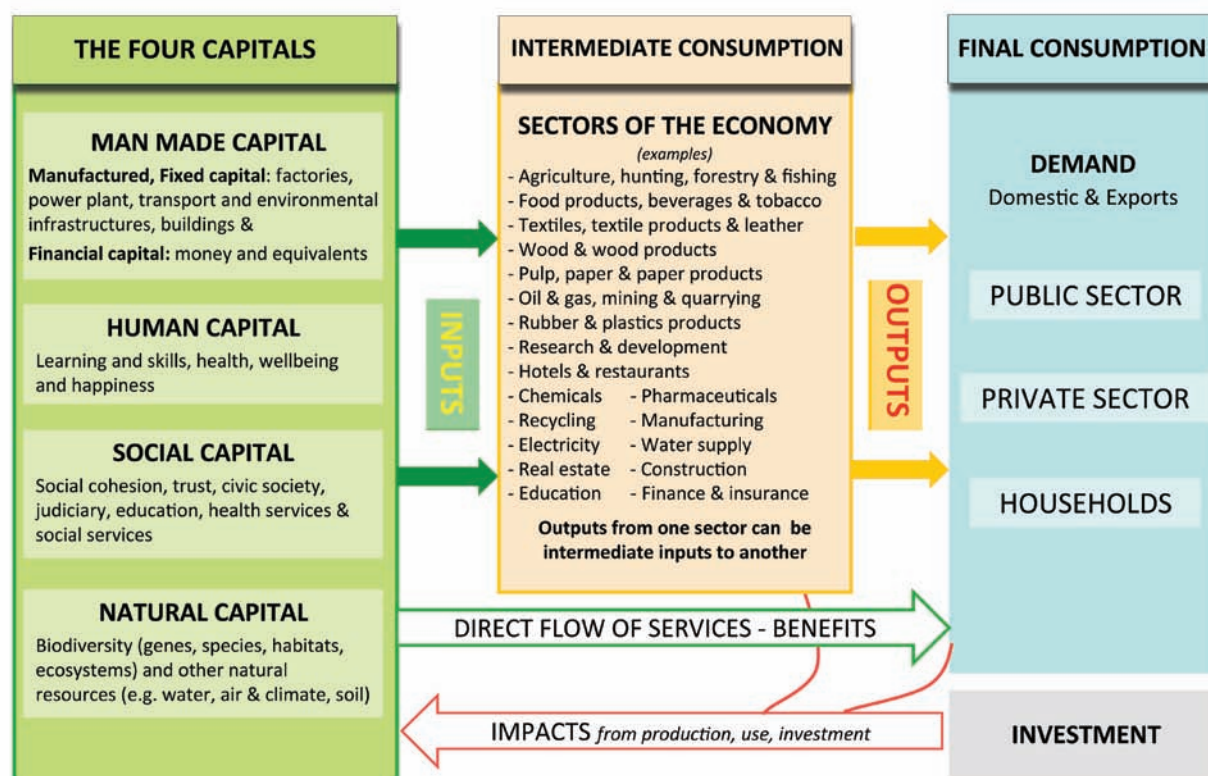 THE FOUR CAPITALS
MAN MADE CAPITAL
Manufactured, Fixed capital: factories,
power plant, transport and environmental
infrastructures, buildings &
Financial capital: money and equivalents
HUMAN CAPITAL
Learning and skills, health, wellbeing
and happiness
SOCIAL CAPITAL
Social cohesion, trust, civic society,
judiciary, education, health services &
social services
NATURAL CAPITAL
Biodiversity (genes, species, habitats,
ecosystems) and other natural
resources (e.g. water, air & climate, soil)
INPUTS
INTERMEDIATE CONSUMPTION
SECTORS OF THE ECONOMY
(examples)
- Agriculture, hunting, forestry & fishing
- Food products, beverages & tobacco
- Textiles, textile products & leather
- Wood & wood products
- Pulp, paper & paper products
- Oil & gas, mining & quarrying
- Rubber & plastics products
- Research & development
- Hotels & restaurants
- Chemicals - Pharmaceuticals
- Recycling - Manufacturing
- Electricity - Water supply
- Real estate - Construction
- Education - Finance & insurance
Outputs from one sector can be
intermediate inputs to another
OUTPUTS
FINAL CONSUMPTION
DEMAND
Domestic & Exports
PUBLIC SECTOR
PRIVATE SECTOR
HOUSEHOLDS
DIRECT FLOW OF SERVICES - BENEFITS
IMPACTS from production, use, investment
INVESTMENT